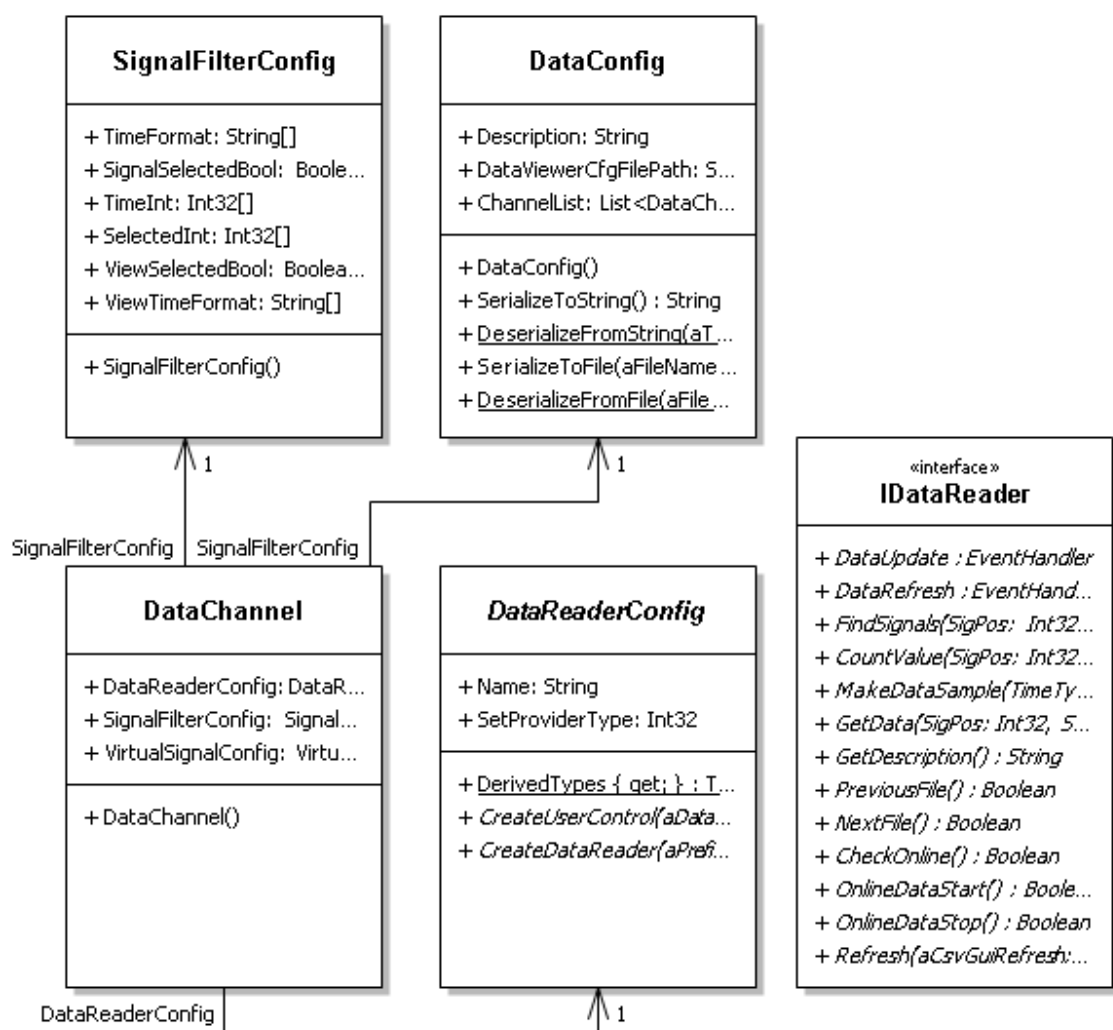 SignalFilterConfig
+ TimeFormat: String[]
+ SignalSelectedBool: Boole...
+ TimeInt: Int32[]
+ SelectedInt: Int32[]
+ ViewSelectedBool: Boolea...
+ ViewTimeFormat: String[]
+ SignalFilterConfig()
DataConfig
+ Description: String
+ DataViewerCfgFilePath: S...
+ ChannelList: List<DataCh...
+ DataConfig()
+ SerializeToString() : String
+ DeserializeFromString(aT...
+ SerializeToFile(aFileName...
+ DeserializeFromFile(aFile...
1
1
SignalFilterConfig
SignalFilterConfig
DataChannel
+ DataReaderConfig: DataR...
+ SignalFilterConfig: Signal...
+ VirtualSignalConfig: Virtu...
+ DataChannel()
DataReaderConfig
+ Name: String
+ SetProviderType: Int32
+ DerivedTypes { get; } : T...
+ CreateUserControl(aData...
+ CreateDataReader(aPrefi...
«interface»
IDataReader
+ DataUpdate : EventHandler
+ DataRefresh : EventHand...
+ FindSignals(SigPos: Int32...
+ CountValue(SigPos: Int32...
+ MakeDataSample(TimeTy...
+ GetData(SigPos: Int32, S...
+ GetDescription() : String
+ PreviousFile() : Boolean
+ NextFile() : Boolean
+ CheckOnline() : Boolean
+ OnlineDataStart() : Boole...
+ OnlineDataStop() : Boolean
+ Refresh(aCsvGuiRefresh:...
DataReaderConfig
1